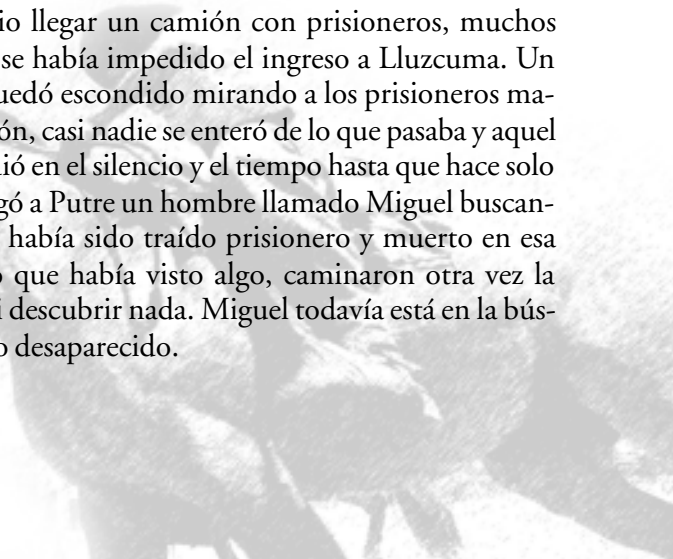 io llegar un camión con prisioneros, muchos
se había impedido el ingreso a Lluzcuma. Un
uedó escondido mirando a los prisioneros ma-
ón, casi nadie se enteró de lo que pasaba y aquel
ió en el silencio y el tiempo hasta que hace solo
gó a Putre un hombre llamado Miguel buscan-
había sido traído prisionero y muerto en esa
que había visto algo, caminaron otra vez la
i descubrir nada. Miguel todavía está en la bús-
o desaparecido.